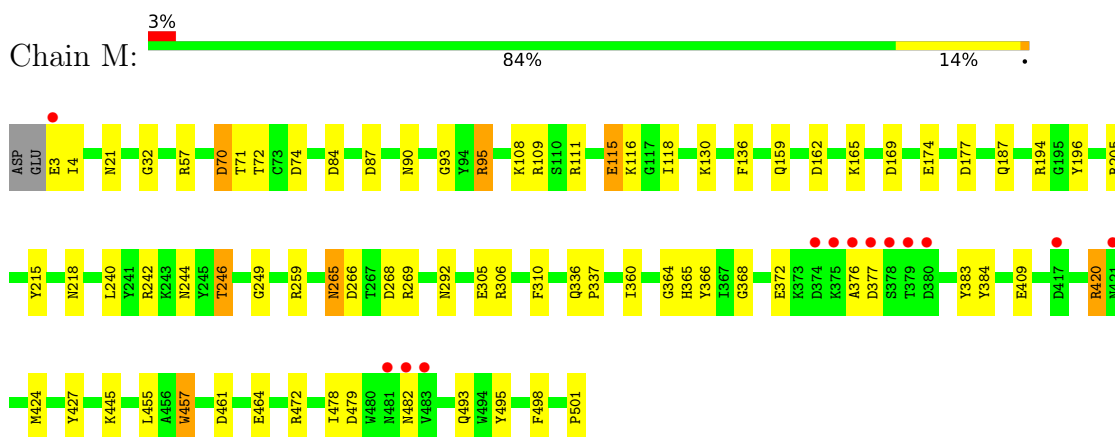 3%
Chain M:
84% 14% •
ASP GLU E3 I4 N21 G32 R57 D70 T71 T72 C73 D74 D84 D87 N90 G93 Y94 R95 K108 R109 S110 R111 E115 K116 G117 I118 K130 F136 Q159 D162 K165 D169 E174 D177 Q187 R194 G195 Y196
Y215 N218 L240 Y241 R242 K243 N244 Y245 T246 G249 R259 N265 D266 T267 D268 R269 N292 E305 R306 F310 Q336 P337 I360 G364 H365 Y366 I367 G368 E372 K373 D374 K375 A376 D377 S378 T379 D380 Y383 Y384 E409 D417 R420 N421
M424 Y427 K445 L455 A456 W457 D461 E464 R472 I478 D479 W480 N481 N482 V483 Q493 W494 Y495 F498 P501